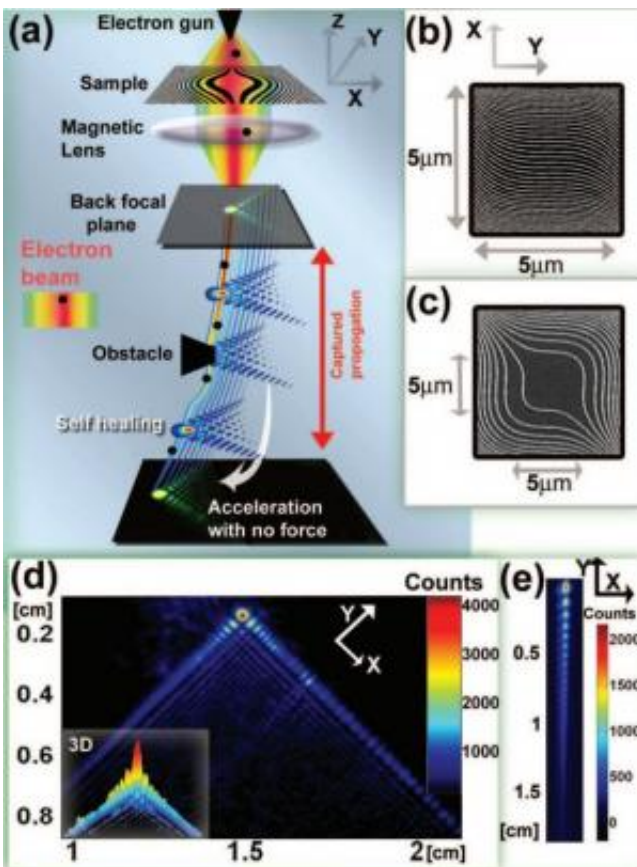 (a)
Electron gun
Z
Y
X
Sample
Magnetic
Lens
Back focal
plane
Electron
beam
Captured
propagation
Obstacle
Self healing
Acceleration
with no force
(b)
X
Y
5μm
5μm
(c)
5μm
5μm
(d)
Counts
[cm]
0.2
0.4
0.6
0.8
Y
X
4000
3000
2000
1000
3D
1
1.5
2
[cm]
(e)
Y
X
Counts
0.5
1
1.5
[cm]
2000
1500
1000
500
0